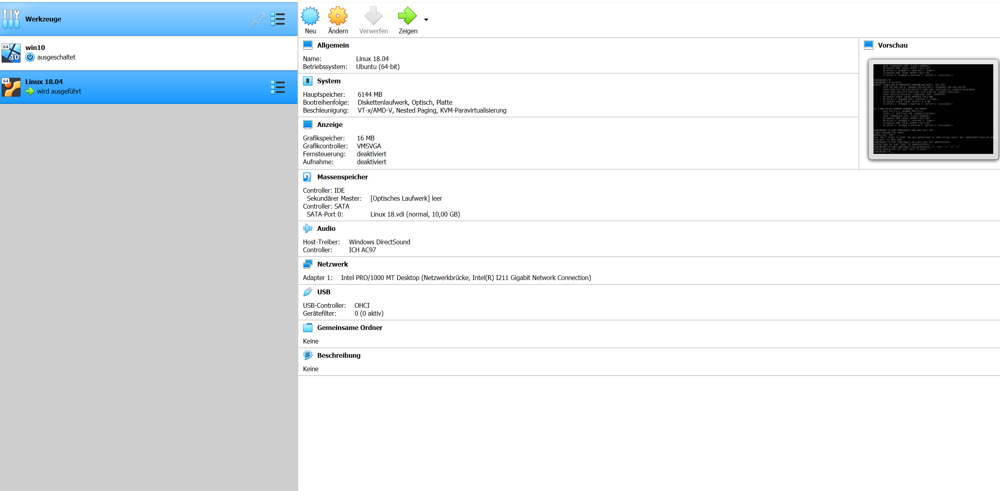 Werkzeuge
64
10
win10
ausgeschaltet
64
Linux 18.04
wird ausgeführt
Neu
Ändern
Verwerfen
Zeigen
Allgemein
Name: Linux 18.04
Betriebssystem: Ubuntu (64-bit)
System
Hauptspeicher: 6144 MB
Bootreihenfolge: Diskettenlaufwerk, Optisch, Platte
Beschleunigung: VT-x/AMD-V, Nested Paging, KVM-Paravirtualisierung
Anzeige
Grafikspeicher: 16 MB
Grafikcontroller: VMSVGA
Fernsteuerung: deaktiviert
Aufnahme: deaktiviert
Vorschau
Massenspeicher
Controller: IDE
Sekundärer Master: [Optisches Laufwerk] leer
Controller: SATA
SATA-Port 0: Linux 18.vdi (normal, 10,00 GB)
Audio
Host-Treiber: Windows DirectSound
Controller: ICH AC97
Netzwerk
Adapter 1: Intel PRO/1000 MT Desktop (Netzwerkbrücke, Intel(R) I211 Gigabit Network Connection)
USB
USB-Controller: OHCI
Gerätefilter: 0 (0 aktiv)
Gemeinsame Ordner
Keine
Beschreibung
Keine